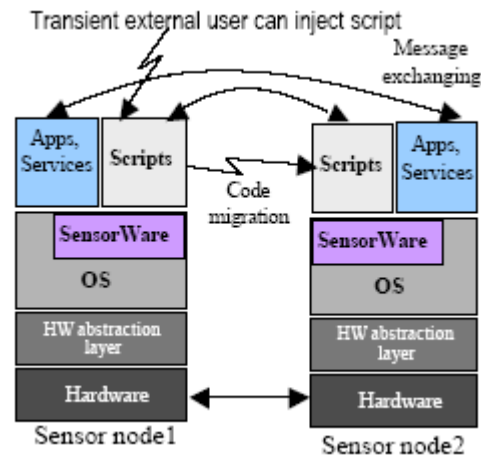 Transient external user can inject script
Message
exchanging
Apps,
Services
Scripts
Scripts
Apps,
Services
Code
migration
SensorWare
OS
SensorWare
OS
HW abstraction
layer
HW abstraction
layer
Hardware
Hardware
Sensor node1
Sensor node2